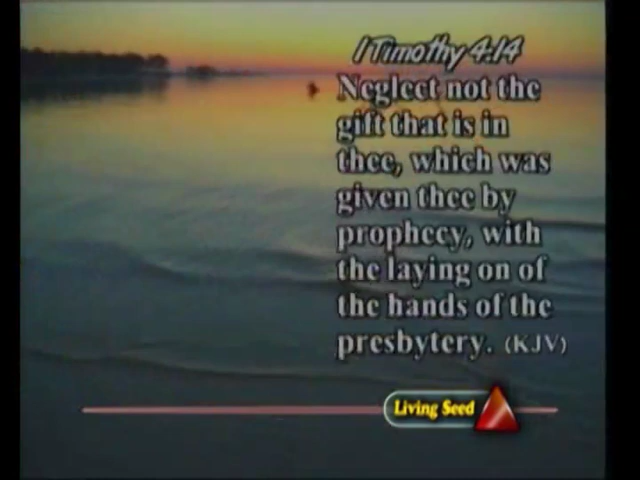 1 Timothy 4:14
Neglect not the
gift that is in
thee, which was
given thee by
prophecy, with
the laying on of
the hands of the
presbytery. (KJV)
Living Seed